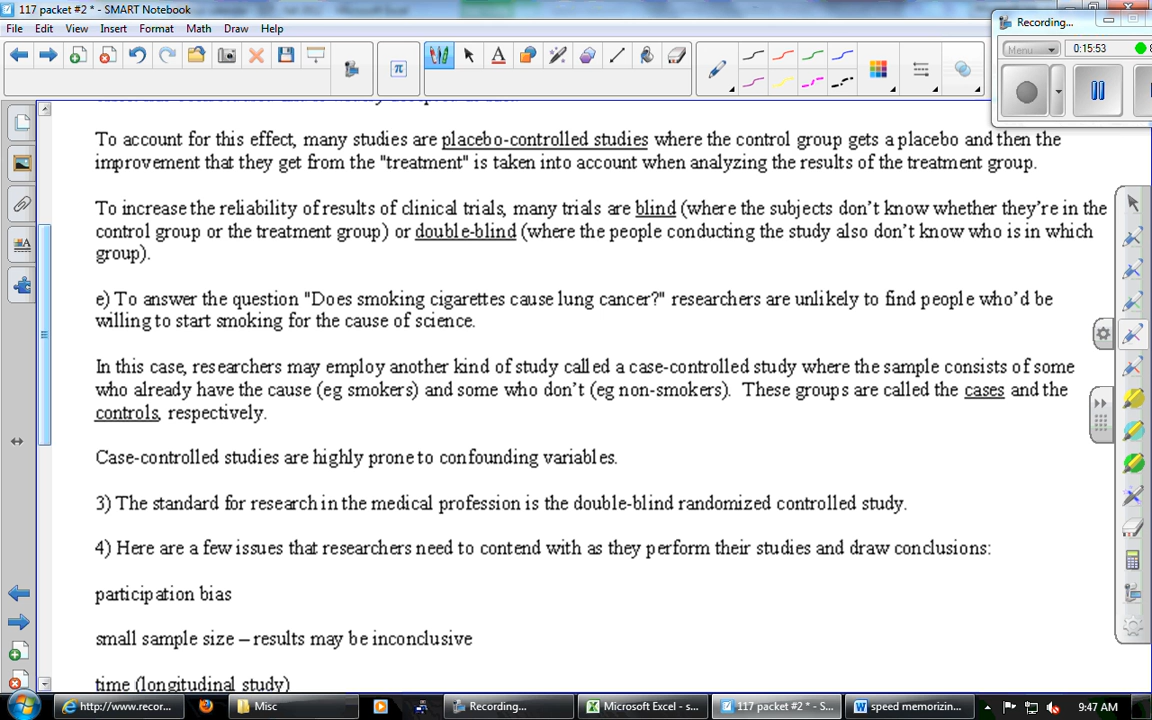 117 packet #2 * - SMART Notebook
File Edit View Insert Format Math Draw Help
Recording...
Menu
0:15:53
To account for this effect, many studies are placebo-controlled studies where the control group gets a placebo and then the
improvement that they get from the "treatment" is taken into account when analyzing the results of the treatment group.
To increase the reliability of results of clinical trials, many trials are blind (where the subjects don't know whether they're in the
control group or the treatment group) or double-blind (where the people conducting the study also don't know who is in which
group).
e) To answer the question "Does smoking cigarettes cause lung cancer?" researchers are unlikely to find people who'd be
willing to start smoking for the cause of science.
In this case, researchers may employ another kind of study called a case-controlled study where the sample consists of some
who already have the cause (eg smokers) and some who don't (eg non-smokers). These groups are called the cases and the
controls, respectively.
Case-controlled studies are highly prone to confounding variables.
3) The standard for research in the medical profession is the double-blind randomized controlled study.
4) Here are a few issues that researchers need to contend with as they perform their studies and draw conclusions:
participation bias
small sample size – results may be inconclusive
time (longitudinal study)
http://www.recor... Misc Recording... Microsoft Excel - s... 117 packet #2 * - S... speed memorizin... 9:47 AM